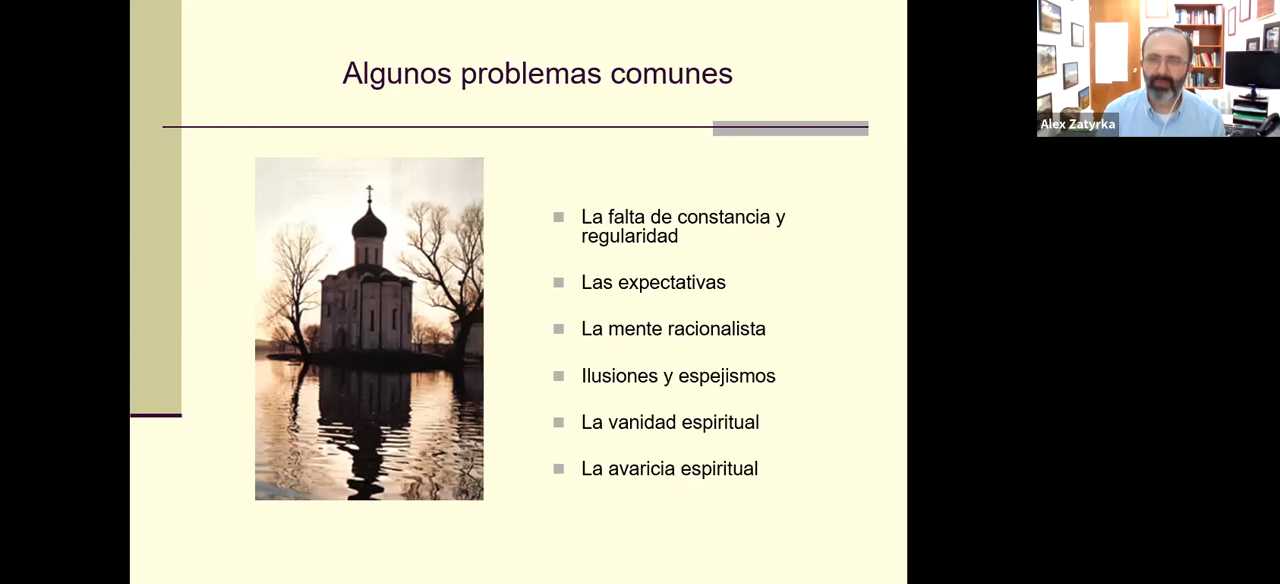 Algunos problemas comunes
La falta de constancia y
regularidad
Las expectativas
La mente racionalista
Ilusiones y espejismos
La vanidad espiritual
La avaricia espiritual
Alex Zatyrka